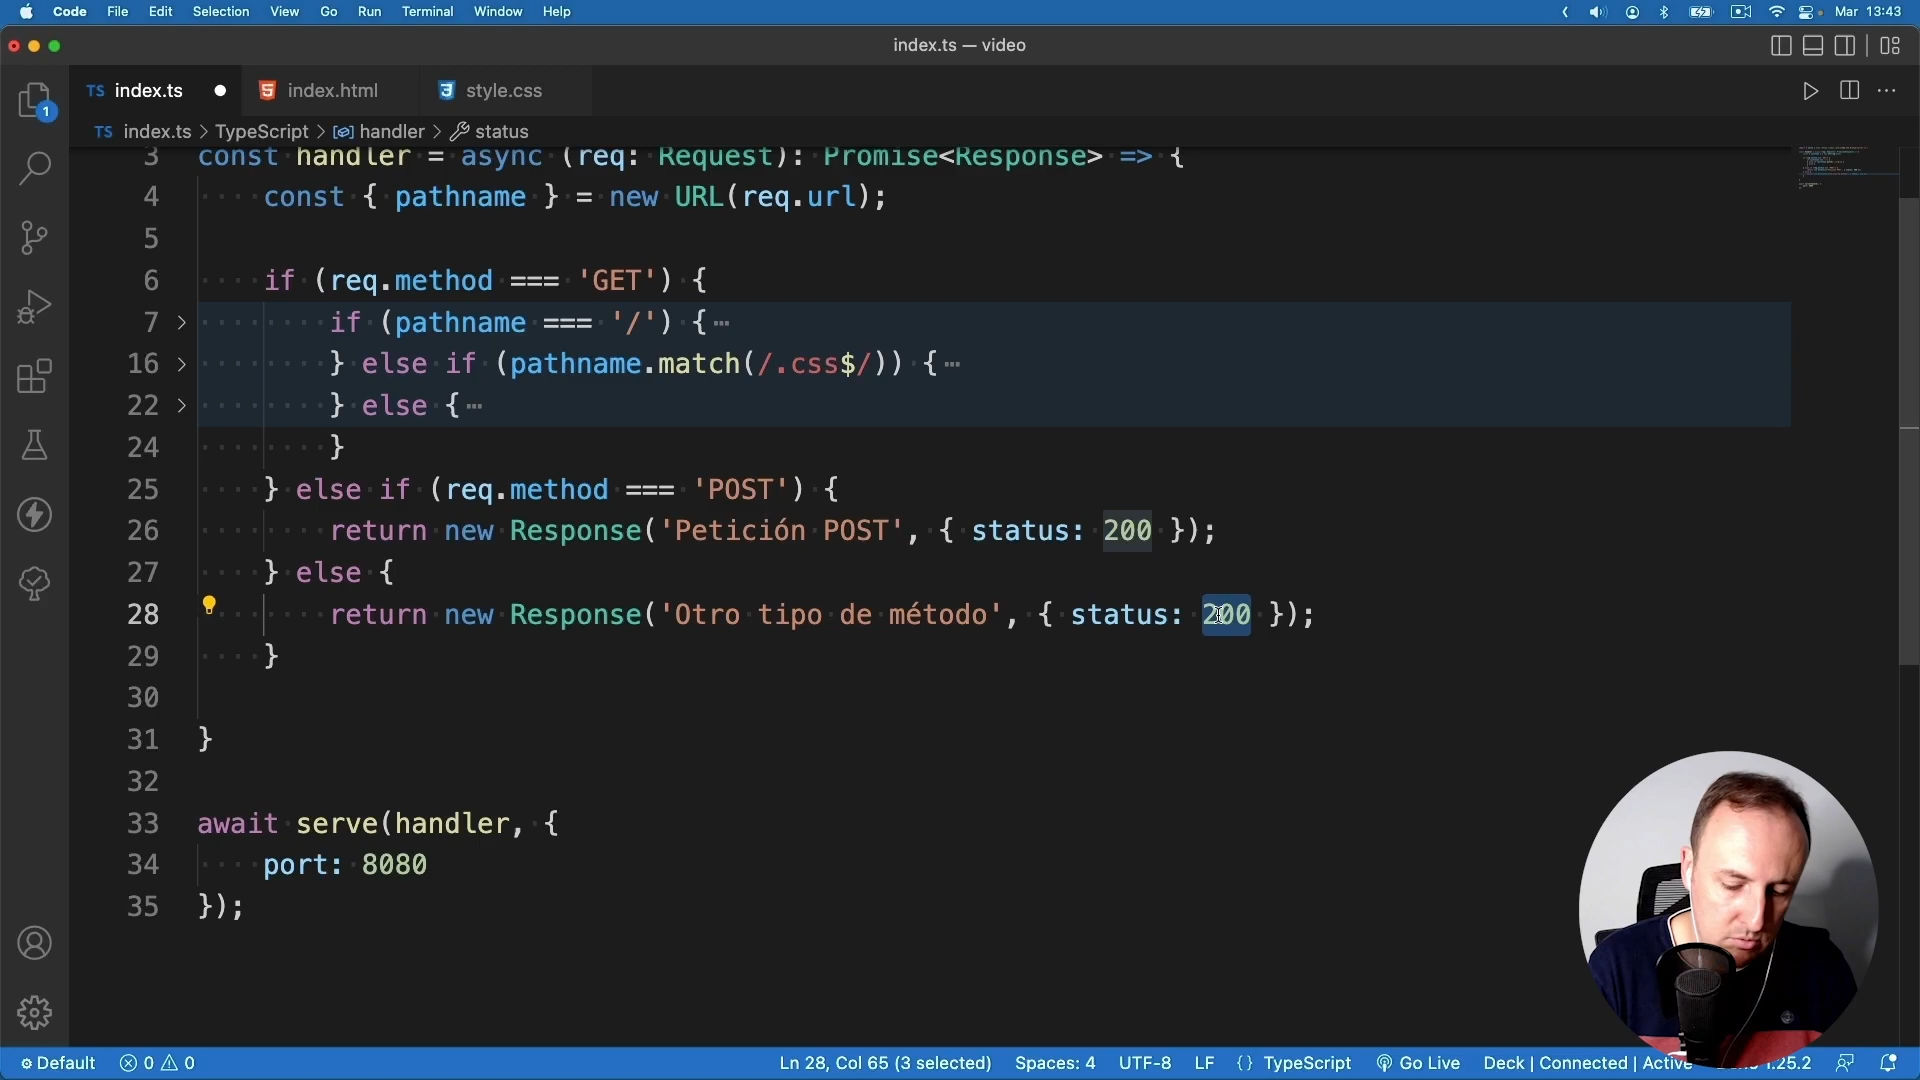 Code File Edit Selection View Go Run Terminal Window Help Mar 13:43
index.ts — video
TS index.ts index.html style.css
TS index.ts > TypeScript > handler > status
1
3 const handler = async (req: Request): Promise<Response> => {
4 const { pathname } = new URL(req.url);
5
6 if (req.method === 'GET') {
7 if (pathname === '/') {…
16 } else if (pathname.match(/.css$/)) {…
22 } else {…
24 }
25 } else if (req.method === 'POST') {
26 return new Response('Petición POST', { status: 200 });
27 } else {
28 return new Response('Otro tipo de método', { status: 200 });
29 }
30
31 }
32
33 await serve(handler, {
34 port: 8080
35 });
Default 0 0 Ln 28, Col 65 (3 selected) Spaces: 4 UTF-8 LF {} TypeScript Go Live Deck | Connected | Active 1.25.2